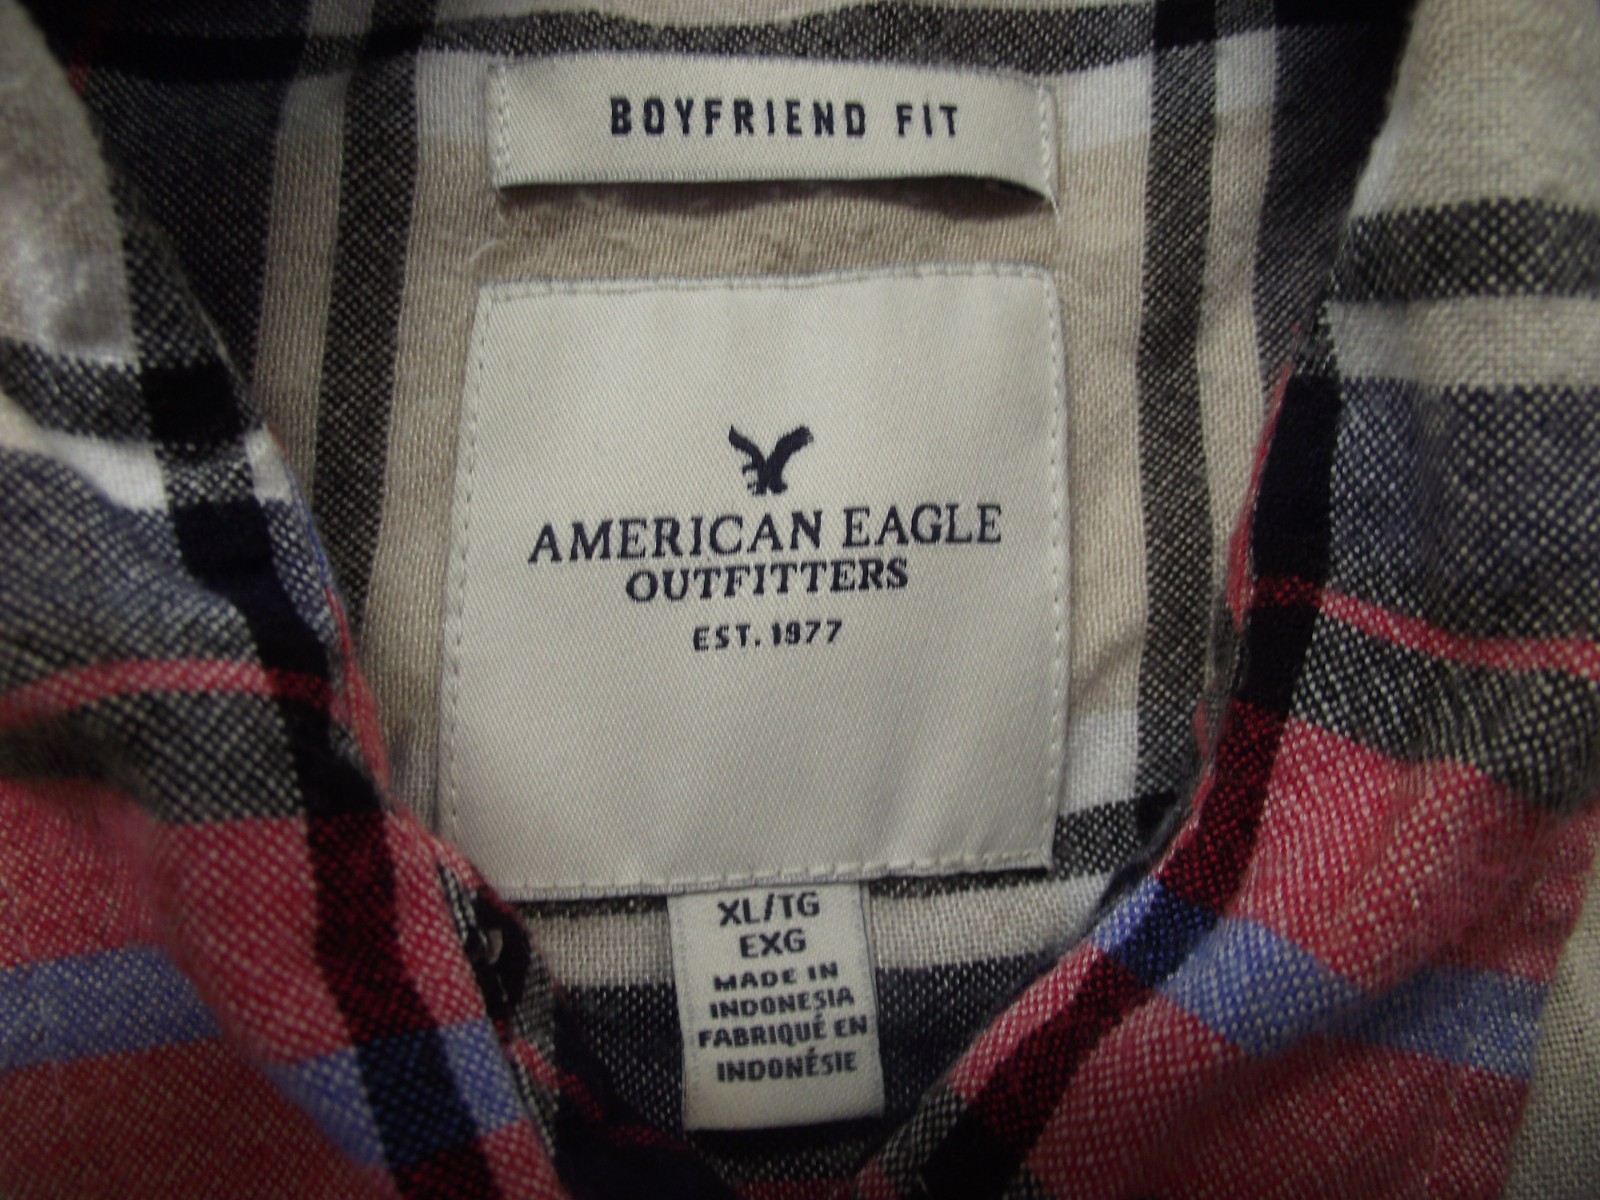 BOYFRIEND FIT
AMERICAN EAGLE
OUTFITTERS
EST. 1977
XL/TG
EXG
MADE IN
INDONESIA
FABRIQUÉ EN
INDONÉSIE